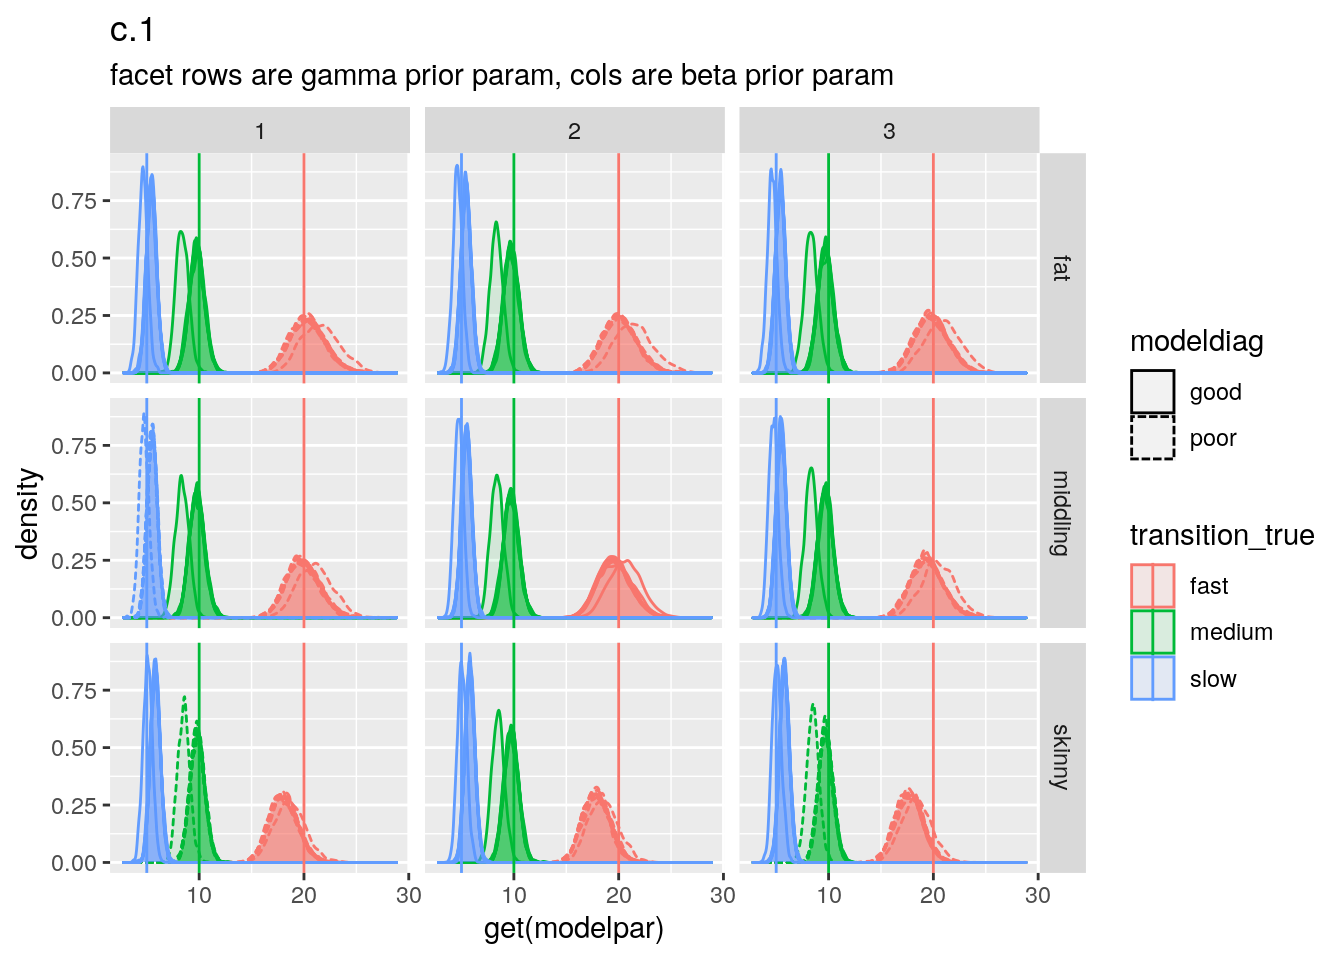 c.1
facet rows are gamma prior param, cols are beta prior param
1 2 3
0.75
0.50
0.25
0.00
fat
0.75
0.50
0.25
0.00
middling
0.75
0.50
0.25
0.00
skinny
10 20 30 10 20 30 10 20 30
get(modelpar)
density
modeldiag
good
poor
transition_true
fast
medium
slow